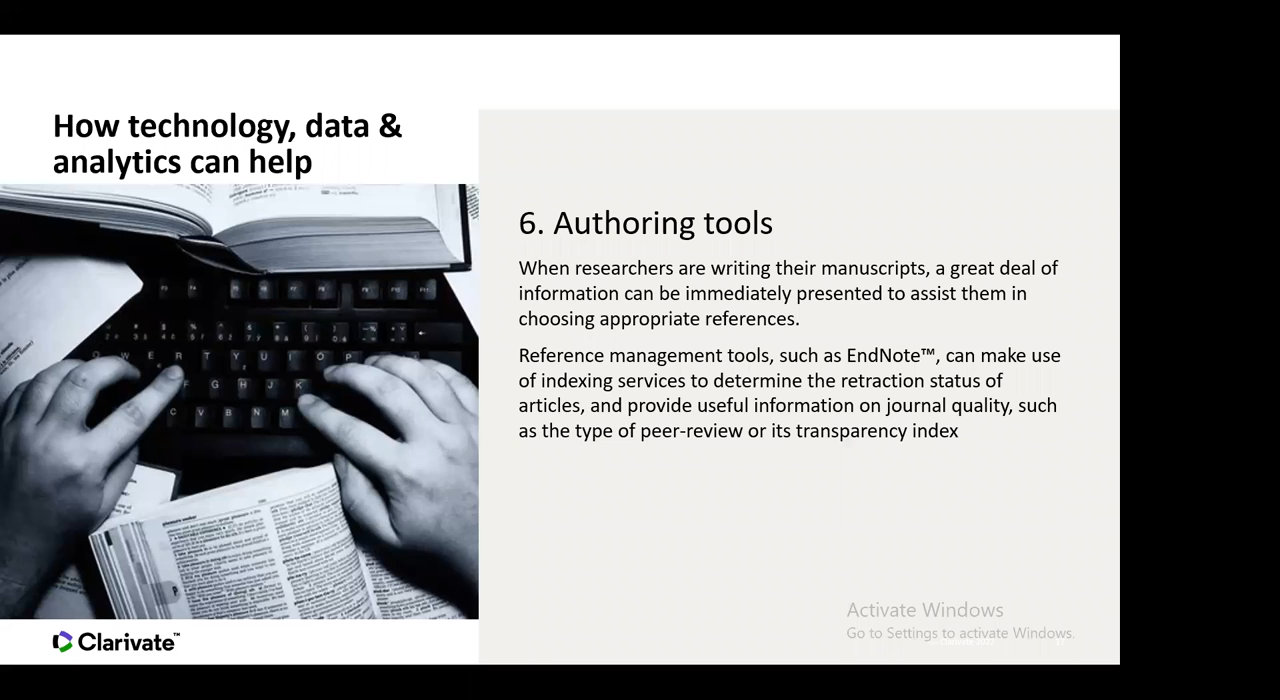 How technology, data &
analytics can help
6. Authoring tools
When researchers are writing their manuscripts, a great deal of
information can be immediately presented to assist them in
choosing appropriate references.
Reference management tools, such as EndNote™, can make use
of indexing services to determine the retraction status of
articles, and provide useful information on journal quality, such
as the type of peer-review or its transparency index
Activate Windows
Go to Settings to activate Windows.
Clarivate™